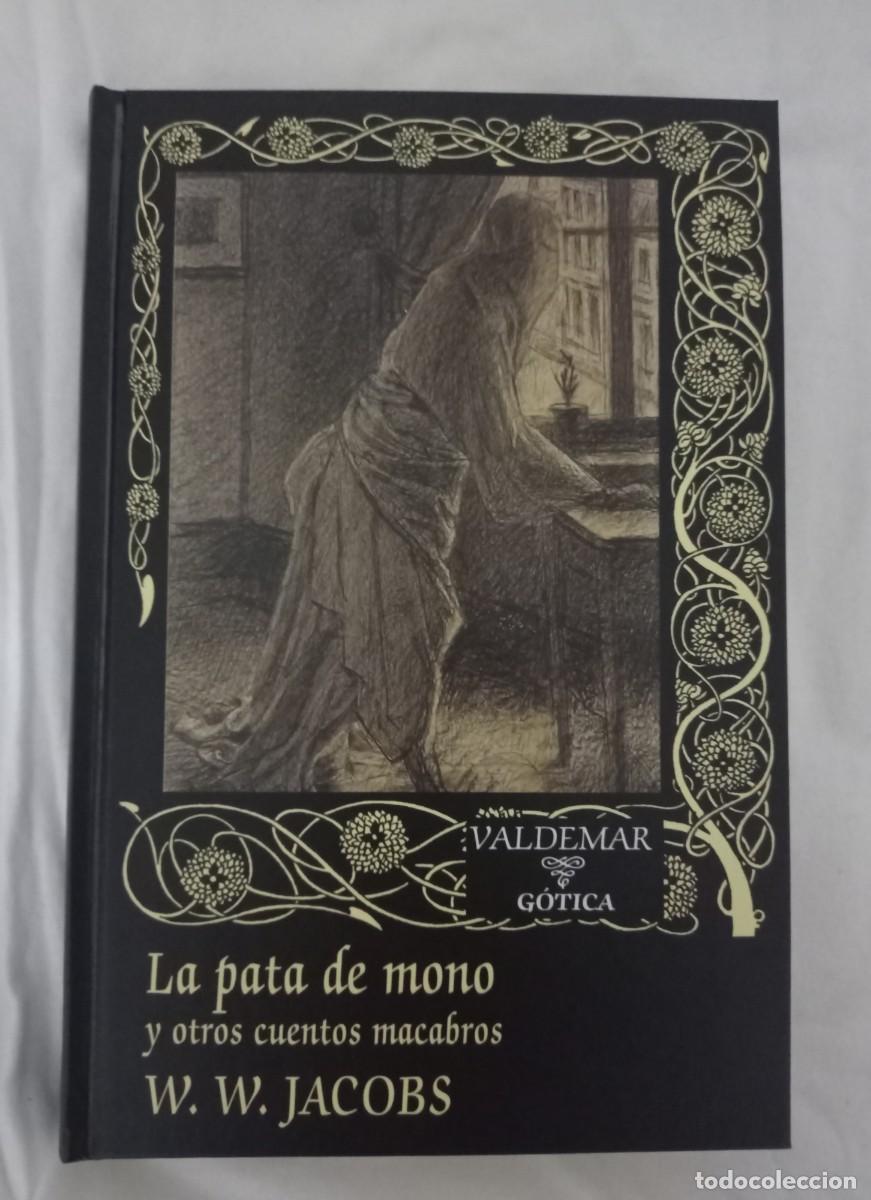 VALDEMAR
GÓTICA
La pata de mono
y otros cuentos macabros
W. W. JACOBS
todocoleccion